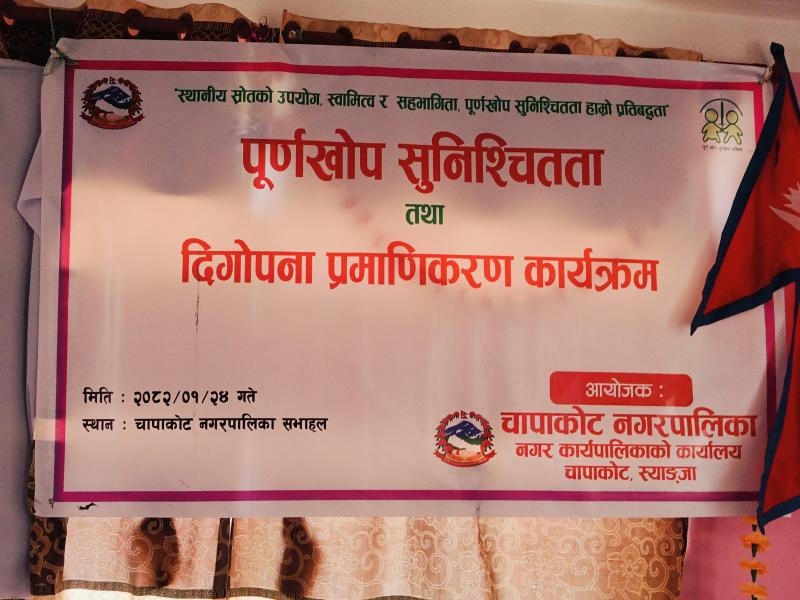 "स्थानीय स्रोतको उपयोग, स्वामित्व र सहभागिता, पूर्णखोप सुनिश्चितता हाम्रो प्रतिबद्धता"
पूर्णखोप सुनिश्चितता
तथा
दिगोपना प्रमाणिकरण कार्यक्रम
मिति : २०८२/०१/२४ गते
स्थान : चापाकोट नगरपालिका सभाहल
आयोजक :
चापाकोट नगरपालिका
नगर कार्यपालिकाको कार्यालय
चापाकोट, स्याङ्जा